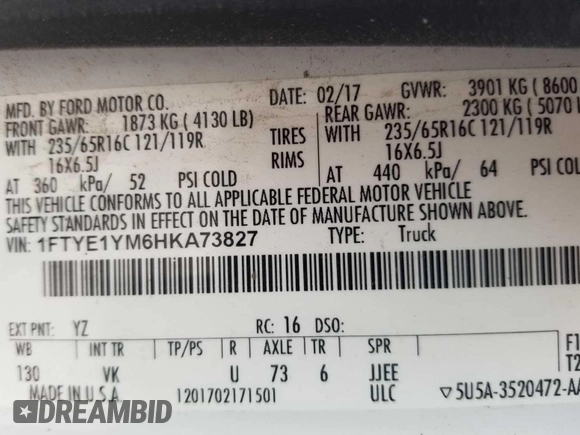 MFD. BY FORD MOTOR CO.
DATE: 02/17
GVWR: 3901 KG ( 8600
FRONT GAWR: 1873 KG ( 4130 LB)
REAR GAWR: 2300 KG ( 5070
WITH 235/65R16C 121/119R
TIRES
WITH 235/65R16C 121/119R
16X6.5J
RIMS
16X6.5J
AT 360 kPa/ 52 PSI COLD
AT 440 kPa/ 64 PSI COL
THIS VEHICLE CONFORMS TO ALL APPLICABLE FEDERAL MOTOR VEHICLE
SAFETY STANDARDS IN EFFECT ON THE DATE OF MANUFACTURE SHOWN ABOVE.
VIN: 1FTYE1YM6HKA73827
TYPE: Truck
EXT PNT: YZ
RC: 16 DSO:
WB INT TR TP/PS R AXLE TR SPR
130 VK U 73 6 JJEE
MADE IN U.S.A
1201702171501
ULC
5U5A-3520472-AA
F1
T2
DREAMBID